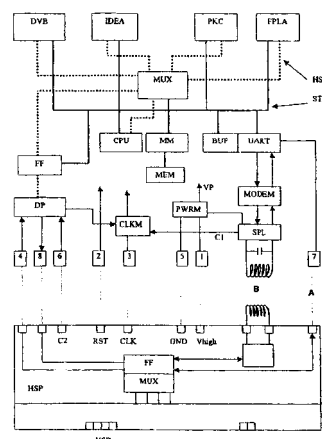 DVB IDEA PKC FPLA
MUX
HS
ST
CPU MM BUF UART
FF MEM
MODEM
DP VP
CLKM PWRM SPL
C1
4 8 6 2 3 5 1 7
B A
C2 RST CLK GND Vhigh
FF
HSP
MUX